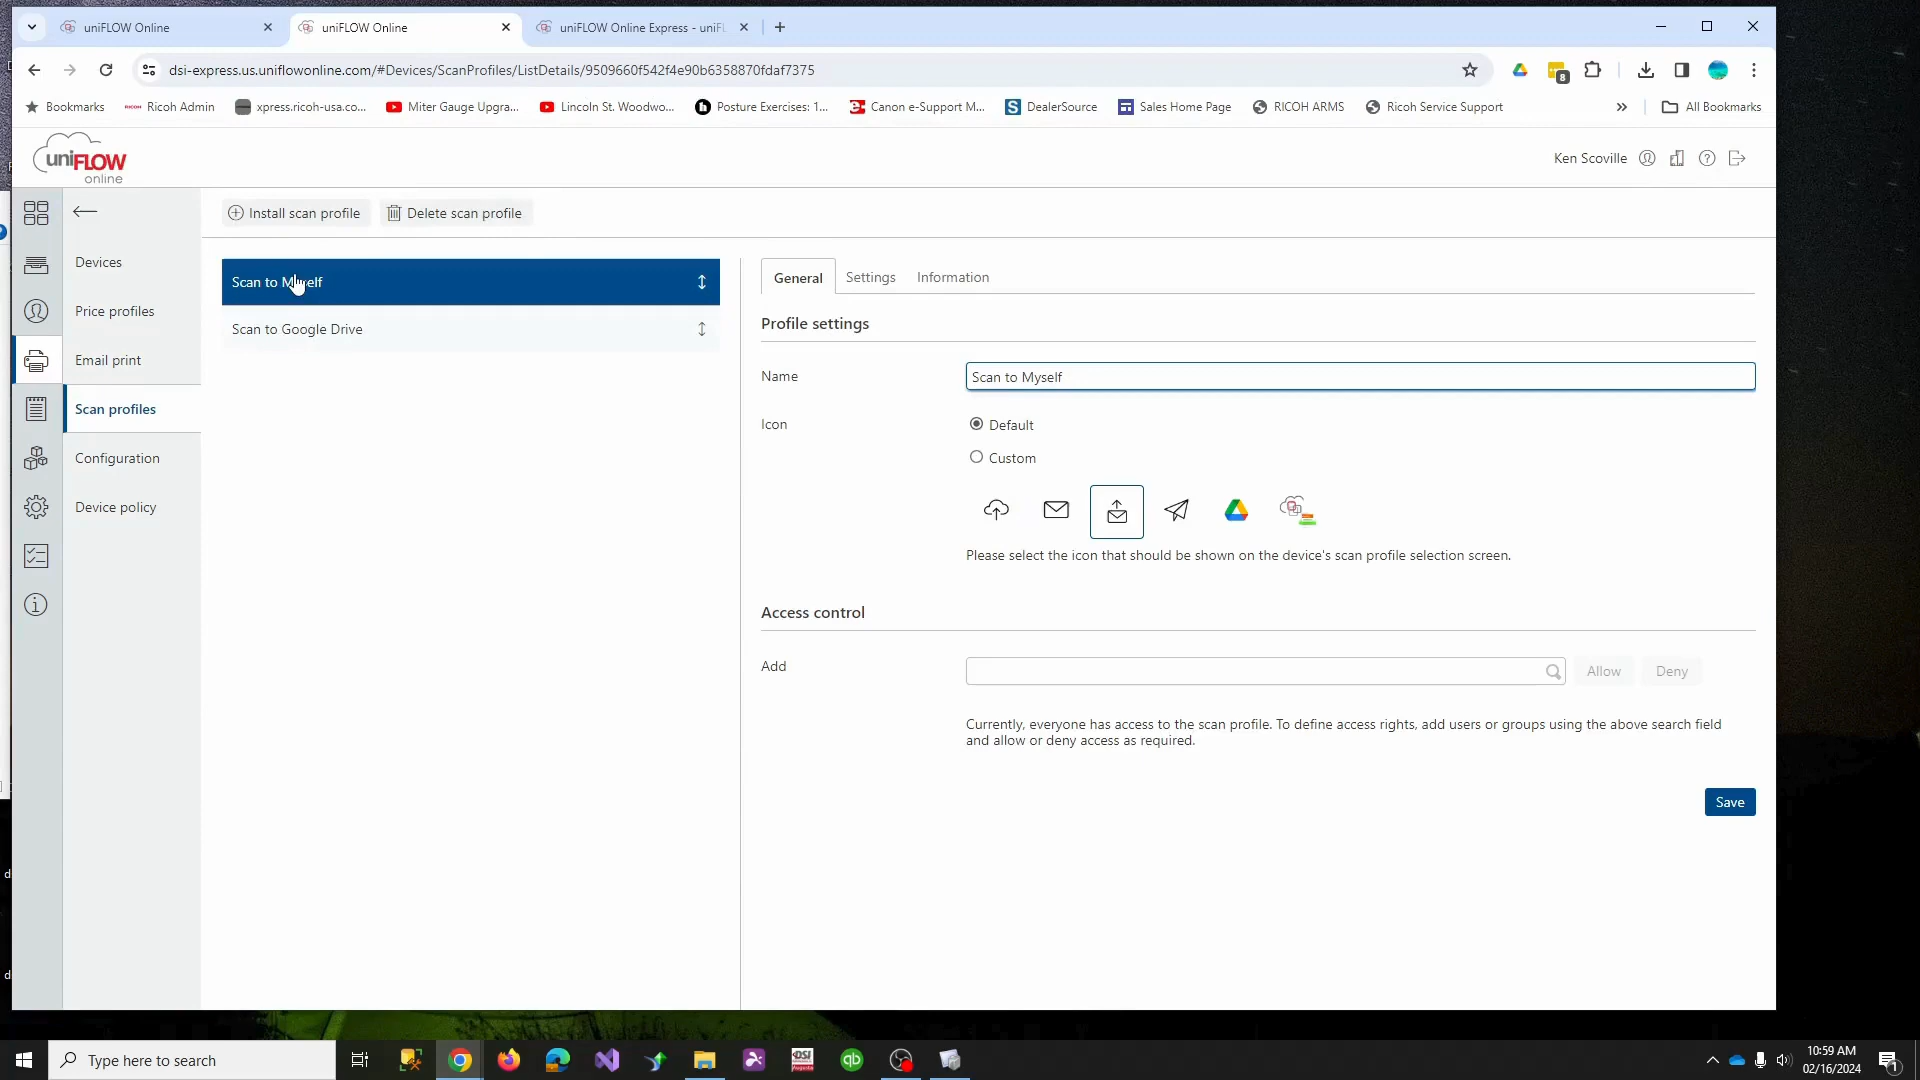 uniFLOW Online
uniFLOW Online
uniFLOW Online Express - uniFL
dsi-express.us.uniflowonline.com/#Devices/ScanProfiles/ListDetails/9509660f542f4e90b6358870fdaf7375
8
Bookmarks
RICOH Ricoh Admin
xpress.ricoh-usa.co...
Miter Gauge Upgra...
Lincoln St. Woodwo...
Posture Exercises: 1...
Canon e-Support M...
DealerSource
Sales Home Page
RICOH ARMS
Ricoh Service Support
»
All Bookmarks
uniFLOW
online
Ken Scoville
Install scan profile
Delete scan profile
Devices
Price profiles
Email print
Scan profiles
Configuration
Device policy
Scan to Myself
Scan to Google Drive
General
Settings
Information
Profile settings
Name
Scan to Myself
Icon
Default
Custom
Please select the icon that should be shown on the device's scan profile selection screen.
Access control
Add
Allow
Deny
Currently, everyone has access to the scan profile. To define access rights, add users or groups using the above search field
and allow or deny access as required.
Save
Type here to search
DSI
qb
10:59 AM
02/16/2024
1